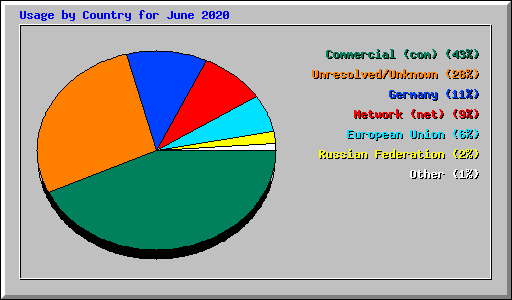 Usage by Country for June 2020
Commercial (com) (43%)
Unresolved/Unknown (28%)
Germany (11%)
Network (net) (9%)
European Union (6%)
Russian Federation (2%)
Other (1%)